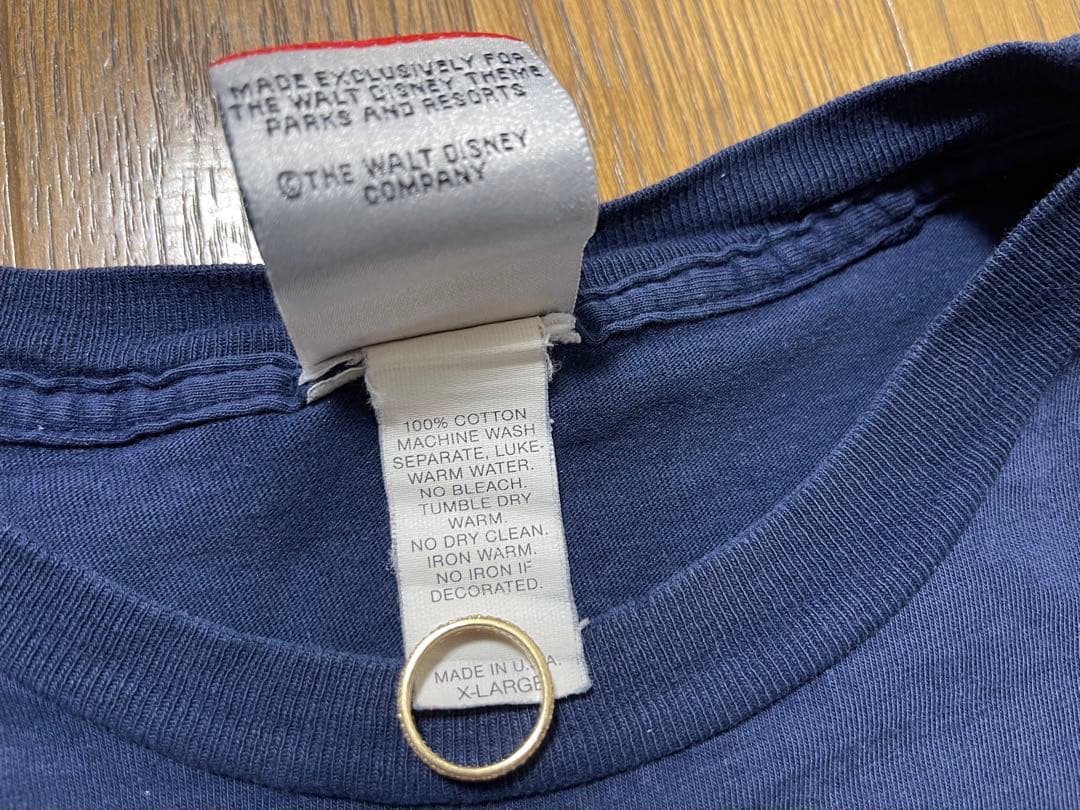 MADE EXCLUSIVELY FOR
THE WALT DISNEY THEME
PARKS AND RESORTS
©THE WALT DISNEY
COMPANY
100% COTTON
MACHINE WASH
SEPARATE, LUKE-
WARM WATER.
NO BLEACH.
TUMBLE DRY
WARM.
NO DRY CLEAN.
IRON WARM.
NO IRON IF
DECORATED.
MADE IN U.S.A.
X-LARGE